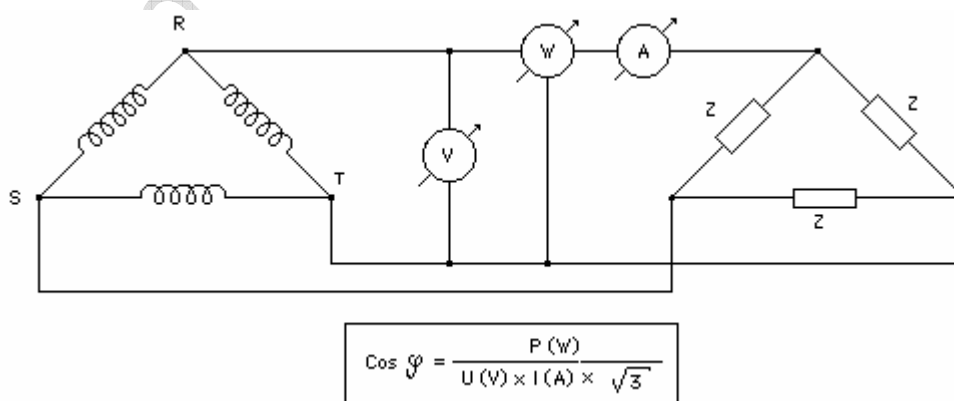 R
W
A
V
S
T
Z
Z
Z
Cos φ = P(W) / U(V) × I(A) × √3